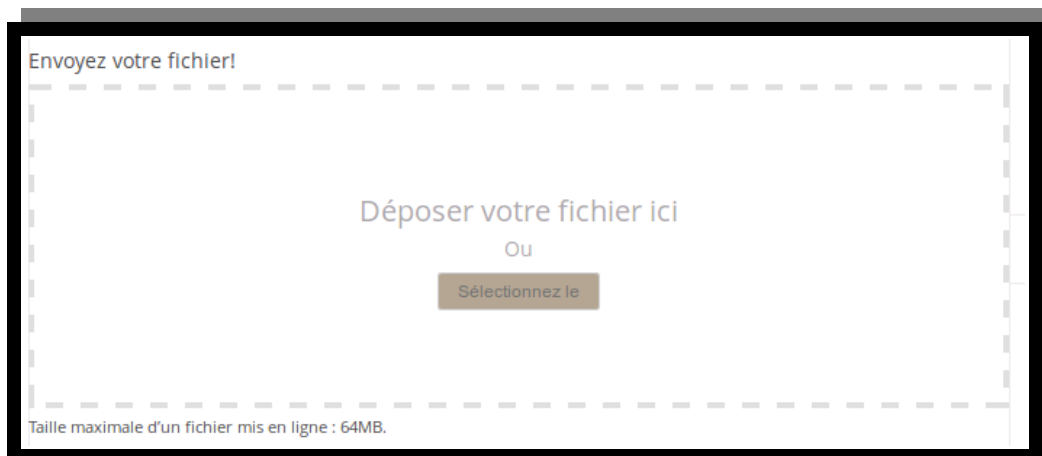 Envoyez votre fichier!
Déposer votre fichier ici
Ou
Sélectionnez le
Taille maximale d’un fichier mis en ligne : 64MB.